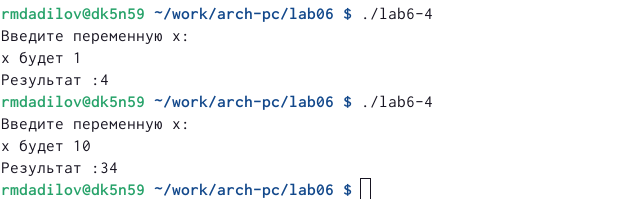 rmdadilov@dk5n59 ~/work/arch-pc/lab06 $ ./lab6-4
Введите переменную x:
x будет 1
Результат :4
rmdadilov@dk5n59 ~/work/arch-pc/lab06 $ ./lab6-4
Введите переменную x:
x будет 10
Результат :34
rmdadilov@dk5n59 ~/work/arch-pc/lab06 $